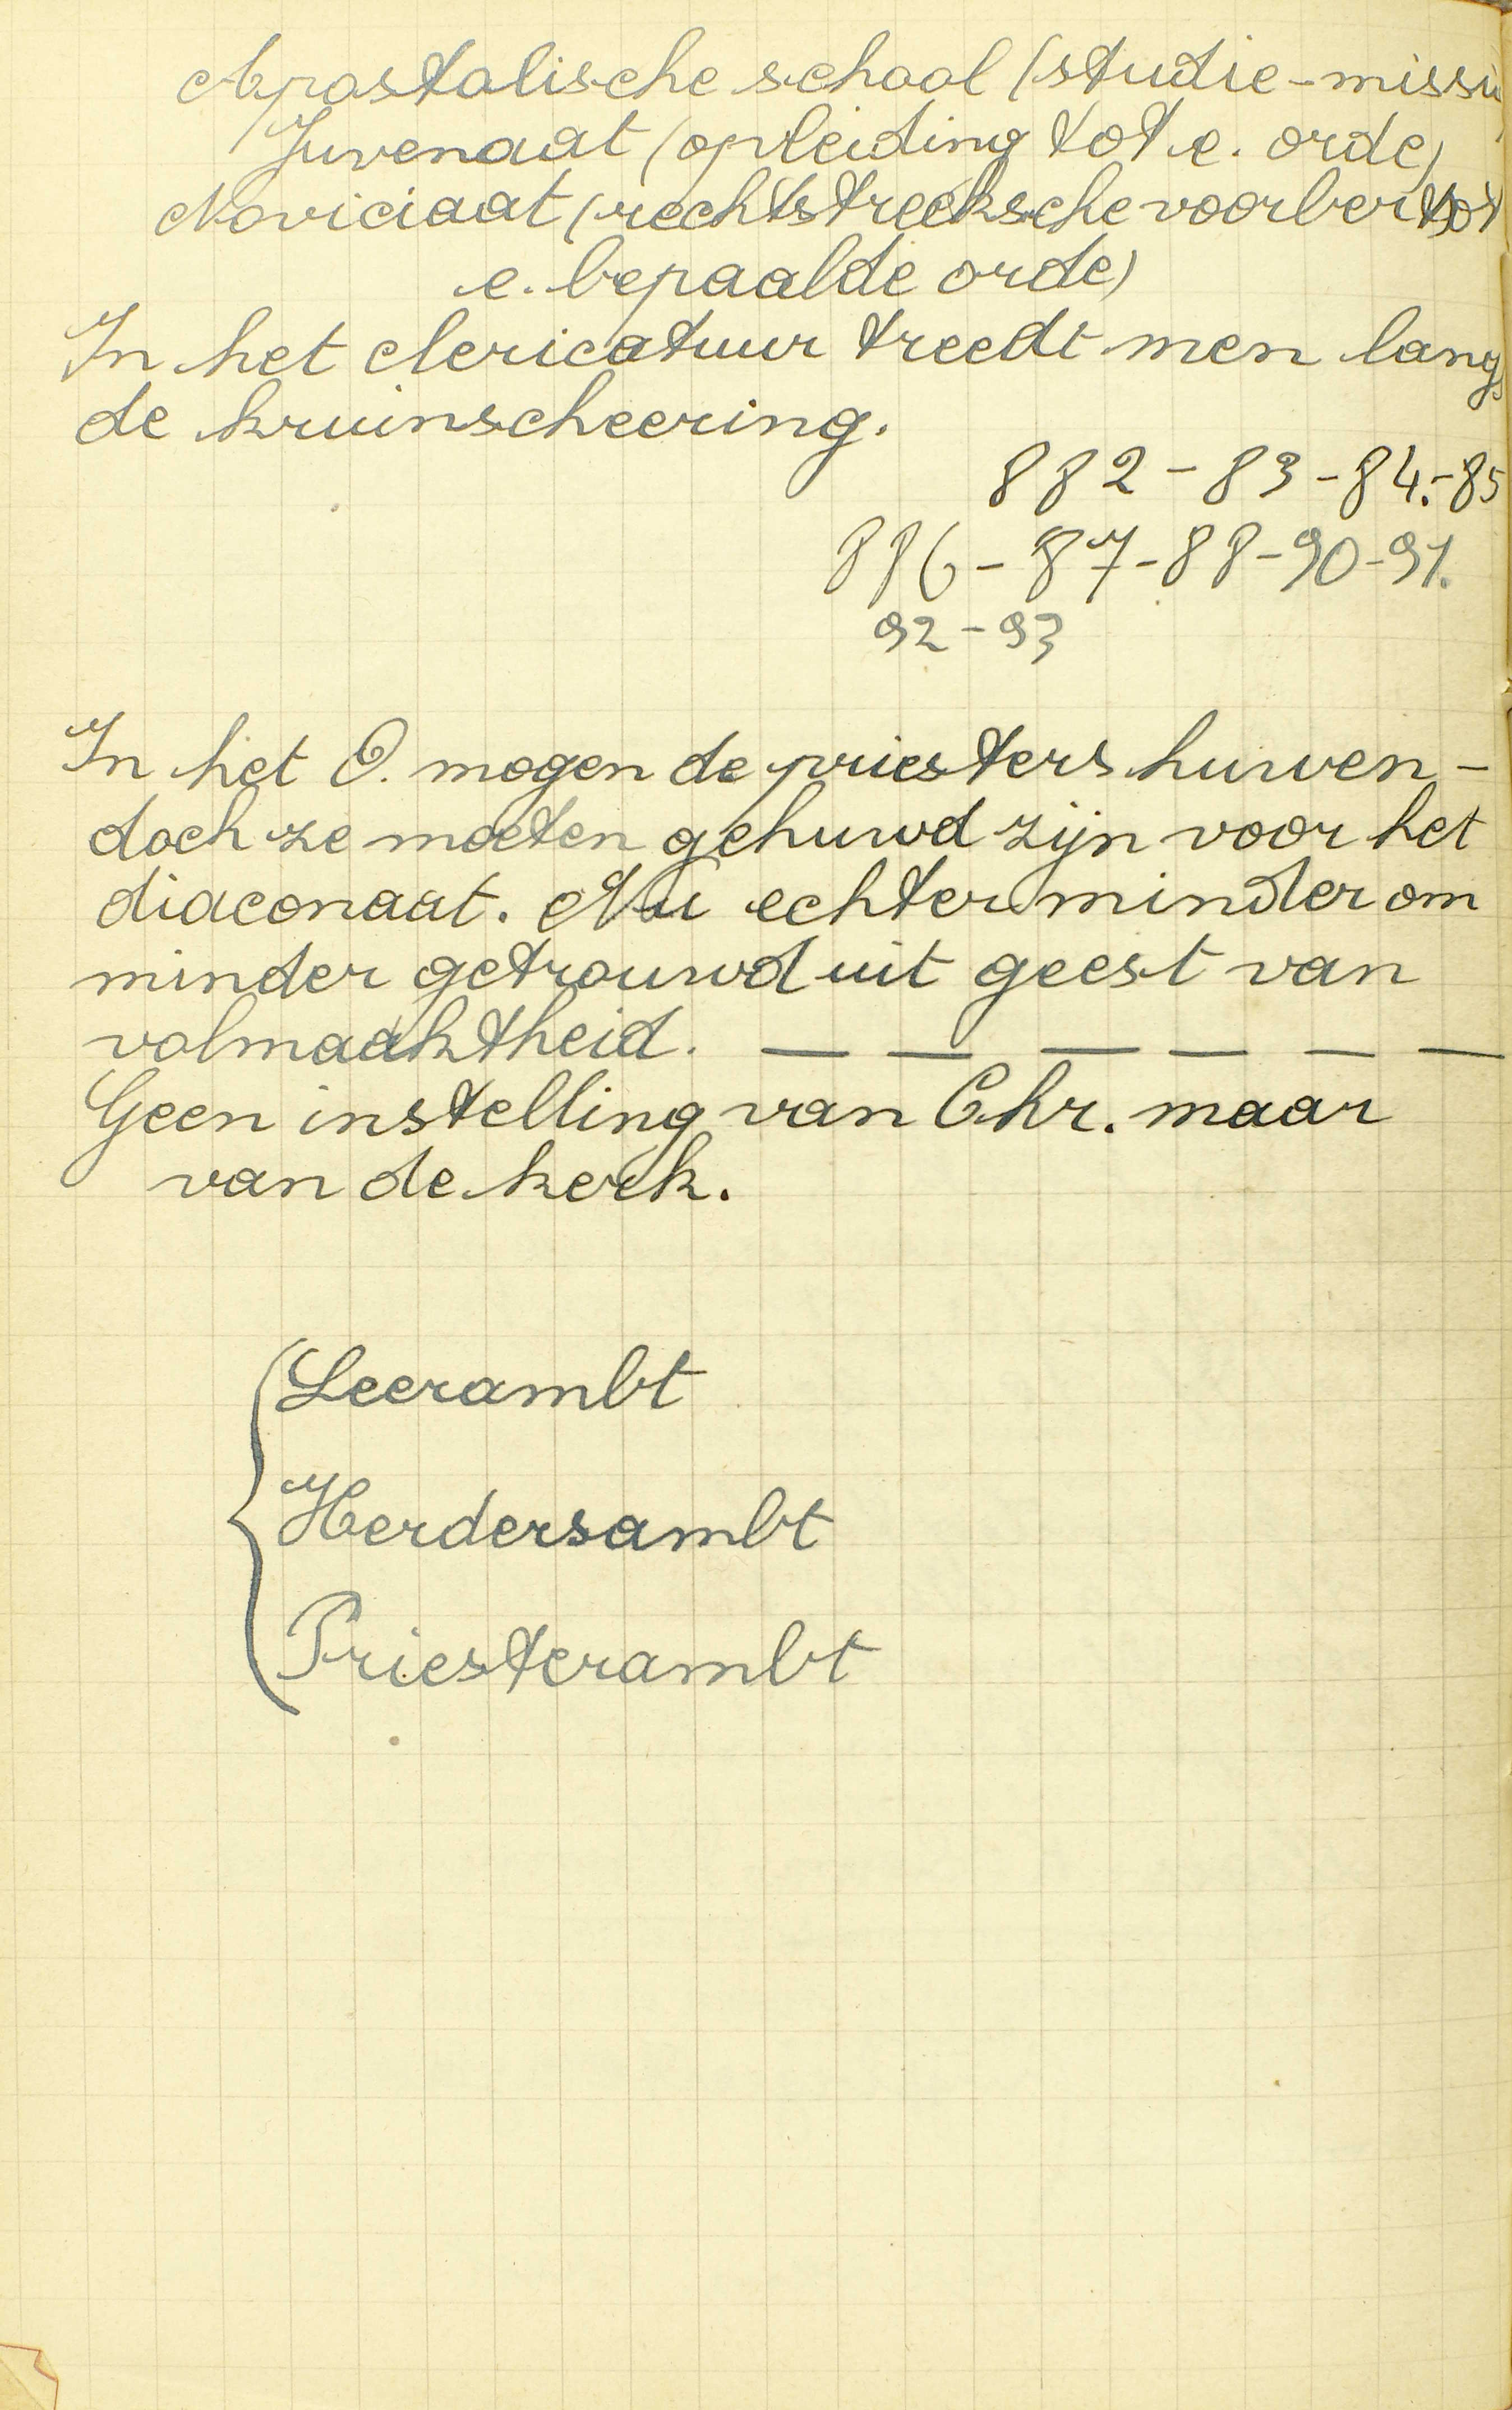 Apostolische school (studie-missi
Juvenaat (opleiding tot e. orde)
Noviciaat (rechtstreeksche voorber tot
e. bepaalde orde)
In het clericatuur treedt men langs
de kruinscheering.
882-83-84.-85
886-87-88-90-91.
92-93
In het O. mogen de priesters huwen -
doch ze moeten gehuwd zijn voor het
diaconaat. Nu echter minder om
minder getrouwd uit geest van
volmaaktheid. — — — — — —
Geen instelling van Chr. maar
van de kerk.
Leerambt
Herdersambt
Priesterambt